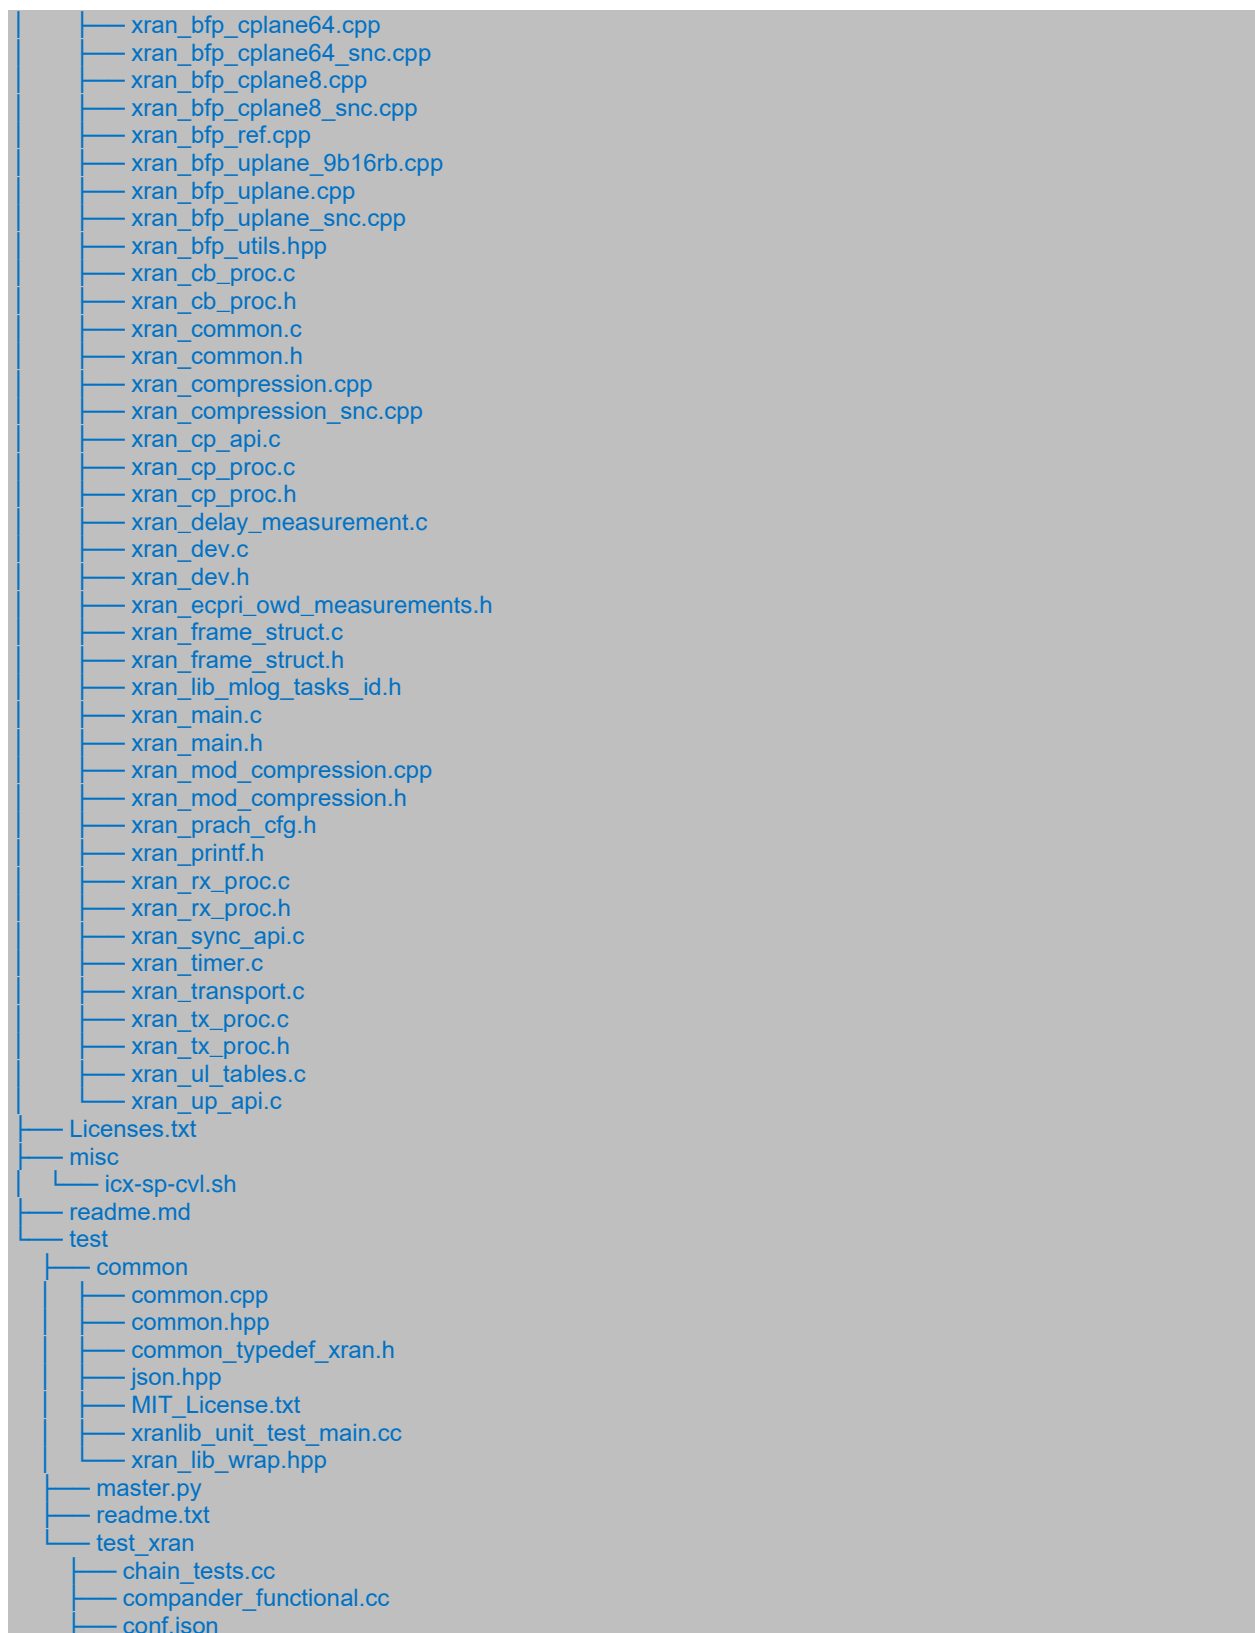 │       ├── xran_bfp_cplane64.cpp
│       ├── xran_bfp_cplane64_snc.cpp
│       ├── xran_bfp_cplane8.cpp
│       ├── xran_bfp_cplane8_snc.cpp
│       ├── xran_bfp_ref.cpp
│       ├── xran_bfp_uplane_9b16rb.cpp
│       ├── xran_bfp_uplane.cpp
│       ├── xran_bfp_uplane_snc.cpp
│       ├── xran_bfp_utils.hpp
│       ├── xran_cb_proc.c
│       ├── xran_cb_proc.h
│       ├── xran_common.c
│       ├── xran_common.h
│       ├── xran_compression.cpp
│       ├── xran_compression_snc.cpp
│       ├── xran_cp_api.c
│       ├── xran_cp_proc.c
│       ├── xran_cp_proc.h
│       ├── xran_delay_measurement.c
│       ├── xran_dev.c
│       ├── xran_dev.h
│       ├── xran_ecpri_owd_measurements.h
│       ├── xran_frame_struct.c
│       ├── xran_frame_struct.h
│       ├── xran_lib_mlog_tasks_id.h
│       ├── xran_main.c
│       ├── xran_main.h
│       ├── xran_mod_compression.cpp
│       ├── xran_mod_compression.h
│       ├── xran_prach_cfg.h
│       ├── xran_printf.h
│       ├── xran_rx_proc.c
│       ├── xran_rx_proc.h
│       ├── xran_sync_api.c
│       ├── xran_timer.c
│       ├── xran_transport.c
│       ├── xran_tx_proc.c
│       ├── xran_tx_proc.h
│       ├── xran_ul_tables.c
│       └── xran_up_api.c
├── Licenses.txt
├── misc
│   └── icx-sp-cvl.sh
├── readme.md
└── test
    ├── common
    │   ├── common.cpp
    │   ├── common.hpp
    │   ├── common_typedef_xran.h
    │   ├── json.hpp
    │   ├── MIT_License.txt
    │   ├── xranlib_unit_test_main.cc
    │   └── xran_lib_wrap.hpp
    ├── master.py
    ├── readme.txt
    └── test_xran
        ├── chain_tests.cc
        ├── compander_functional.cc
        ├── conf.json